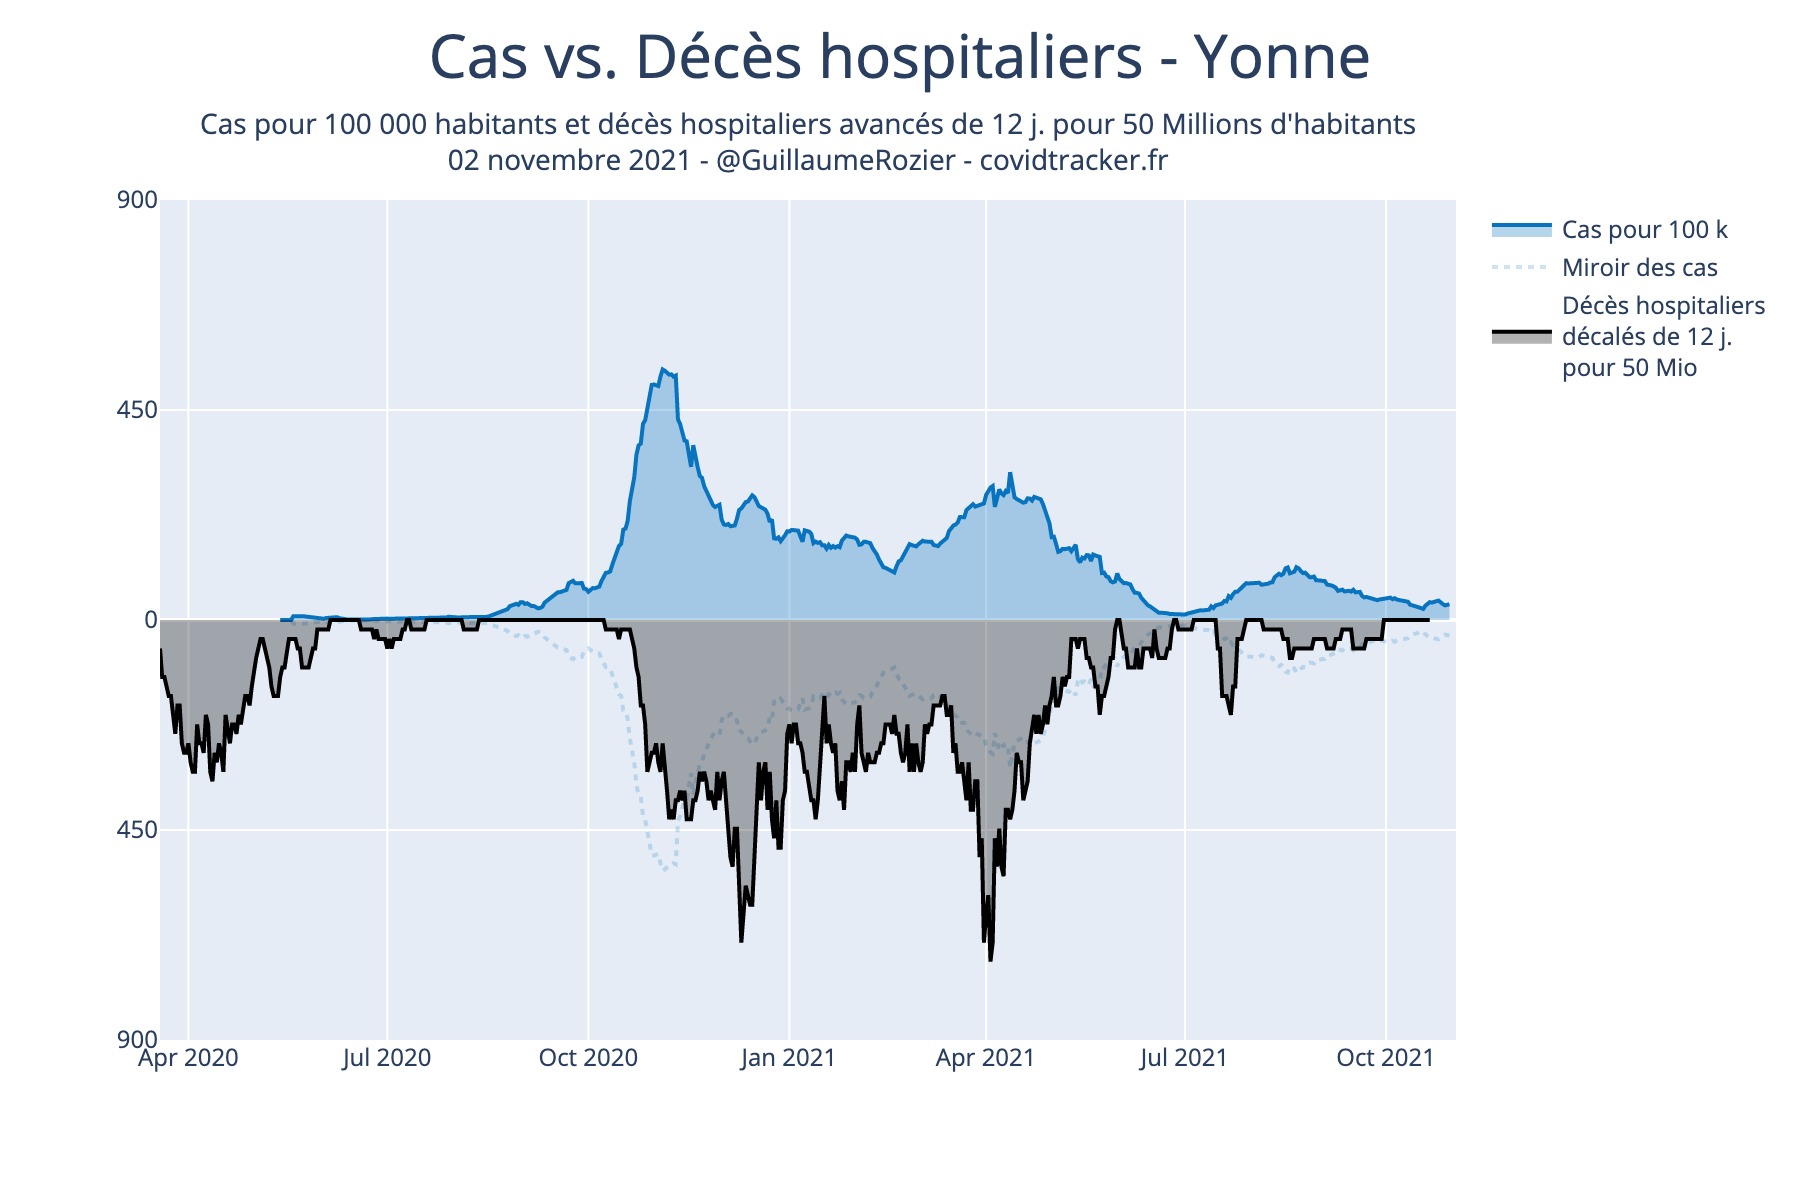 Cas vs. Décès hospitaliers - Yonne
Cas pour 100 000 habitants et décès hospitaliers avancés de 12 j. pour 50 Millions d'habitants
02 novembre 2021 - @GuillaumeRozier - covidtracker.fr
900
450
0
450
900
Apr 2020
Jul 2020
Oct 2020
Jan 2021
Apr 2021
Jul 2021
Oct 2021
Cas pour 100 k
Miroir des cas
Décès hospitaliers
décalés de 12 j.
pour 50 Mio